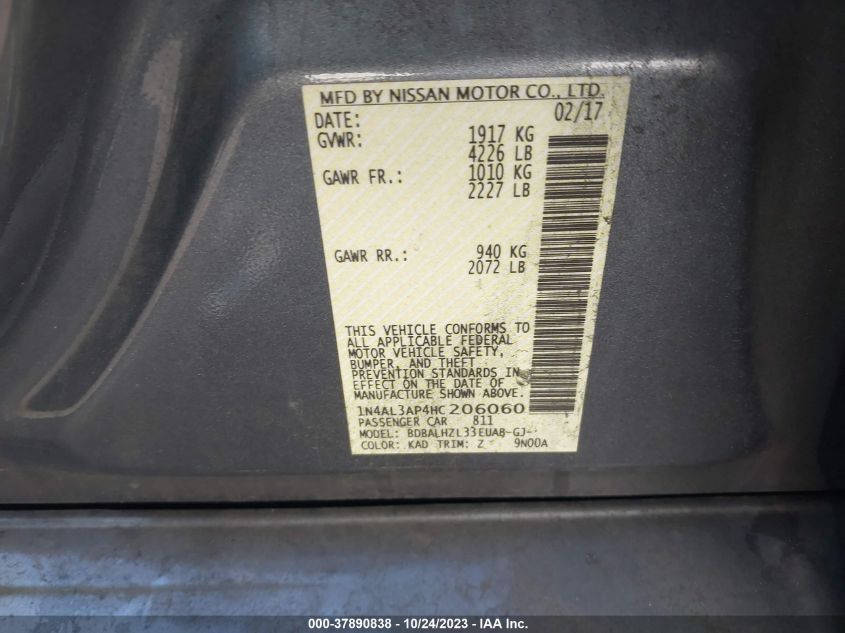 MFD BY NISSAN MOTOR CO., LTD.
DATE: 02/17
GVWR: 1917 KG
4226 LB
GAWR FR.: 1010 KG
2227 LB
GAWR RR.: 940 KG
2072 LB
THIS VEHICLE CONFORMS TO
ALL APPLICABLE FEDERAL
MOTOR VEHICLE SAFETY,
BUMPER, AND THEFT
PREVENTION STANDARDS IN
EFFECT ON THE DATE OF
MANUFACTURE SHOWN ABOVE.
1N4AL3AP4HC206060
PASSENGER CAR 811
MODEL: BDBALHZL33EUAB-GJ-
COLOR: KAD TRIM: Z 9N00A
000-37890838 - 10/24/2023 - IAA Inc.